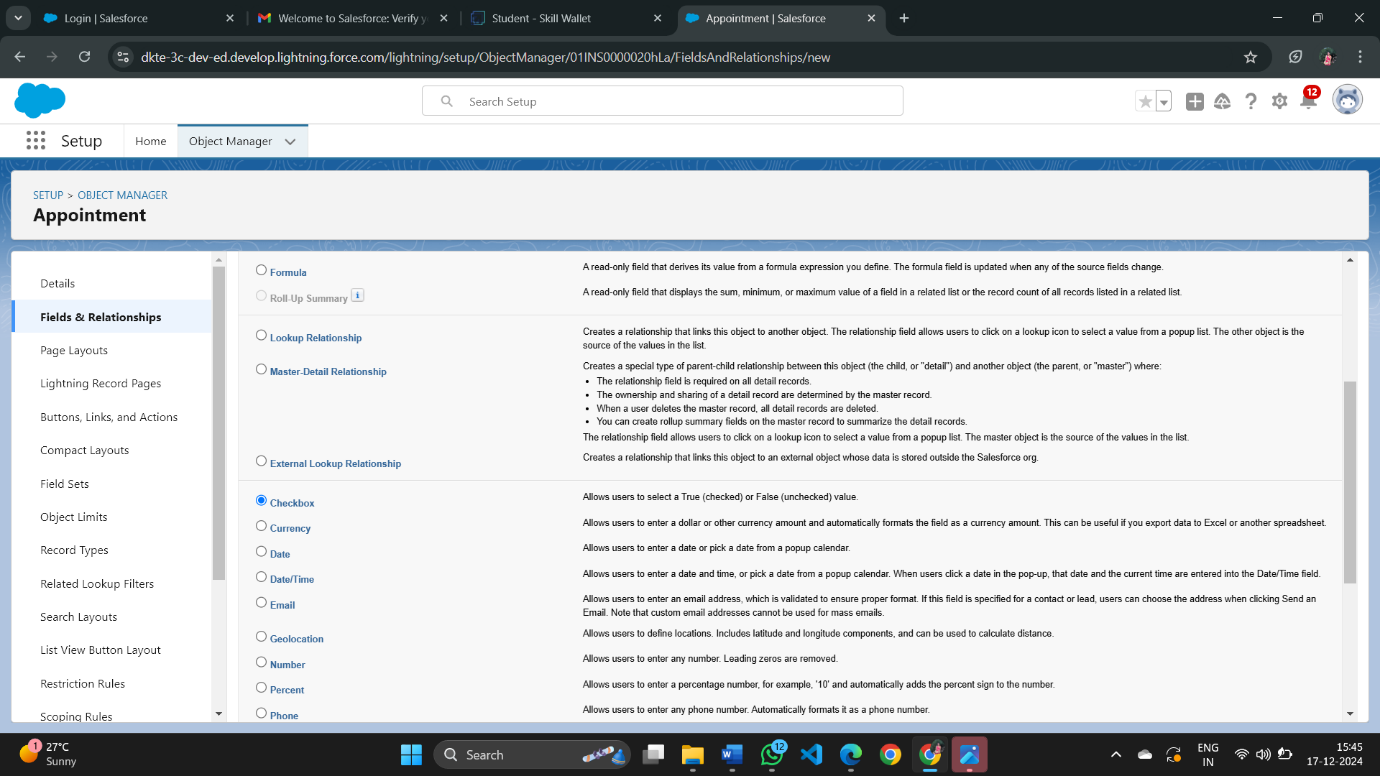 Login | Salesforce
Welcome to Salesforce: Verify y
Student - Skill Wallet
Appointment | Salesforce
dkte-3c-dev-ed.develop.lightning.force.com/lightning/setup/ObjectManager/01INS0000020hLa/FieldsAndRelationships/new
Search Setup
12
Setup
Home
Object Manager
SETUP > OBJECT MANAGER
Appointment
Details
Fields & Relationships
Page Layouts
Lightning Record Pages
Buttons, Links, and Actions
Compact Layouts
Field Sets
Object Limits
Record Types
Related Lookup Filters
Search Layouts
List View Button Layout
Restriction Rules
Scoping Rules
Formula
A read-only field that derives its value from a formula expression you define. The formula field is updated when any of the source fields change.
Roll-Up Summary i
A read-only field that displays the sum, minimum, or maximum value of a field in a related list or the record count of all records listed in a related list.
Lookup Relationship
Creates a relationship that links this object to another object. The relationship field allows users to click on a lookup icon to select a value from a popup list. The other object is the
source of the values in the list.
Master-Detail Relationship
Creates a special type of parent-child relationship between this object (the child, or "detail") and another object (the parent, or "master") where:
• The relationship field is required on all detail records.
• The ownership and sharing of a detail record are determined by the master record.
• When a user deletes the master record, all detail records are deleted.
• You can create rollup summary fields on the master record to summarize the detail records.
The relationship field allows users to click on a lookup icon to select a value from a popup list. The master object is the source of the values in the list.
External Lookup Relationship
Creates a relationship that links this object to an external object whose data is stored outside the Salesforce org.
Checkbox
Allows users to select a True (checked) or False (unchecked) value.
Currency
Allows users to enter a dollar or other currency amount and automatically formats the field as a currency amount. This can be useful if you export data to Excel or another spreadsheet.
Date
Allows users to enter a date or pick a date from a popup calendar.
Date/Time
Allows users to enter a date and time, or pick a date from a popup calendar. When users click a date in the pop-up, that date and the current time are entered into the Date/Time field.
Email
Allows users to enter an email address, which is validated to ensure proper format. If this field is specified for a contact or lead, users can choose the address when clicking Send an
Email. Note that custom email addresses cannot be used for mass emails.
Geolocation
Allows users to define locations. Includes latitude and longitude components, and can be used to calculate distance.
Number
Allows users to enter any number. Leading zeros are removed.
Percent
Allows users to enter a percentage number, for example, '10' and automatically adds the percent sign to the number.
Phone
Allows users to enter any phone number. Automatically formats it as a phone number.
1
27°C
Sunny
Search
12
ENG
IN
15:45
17-12-2024